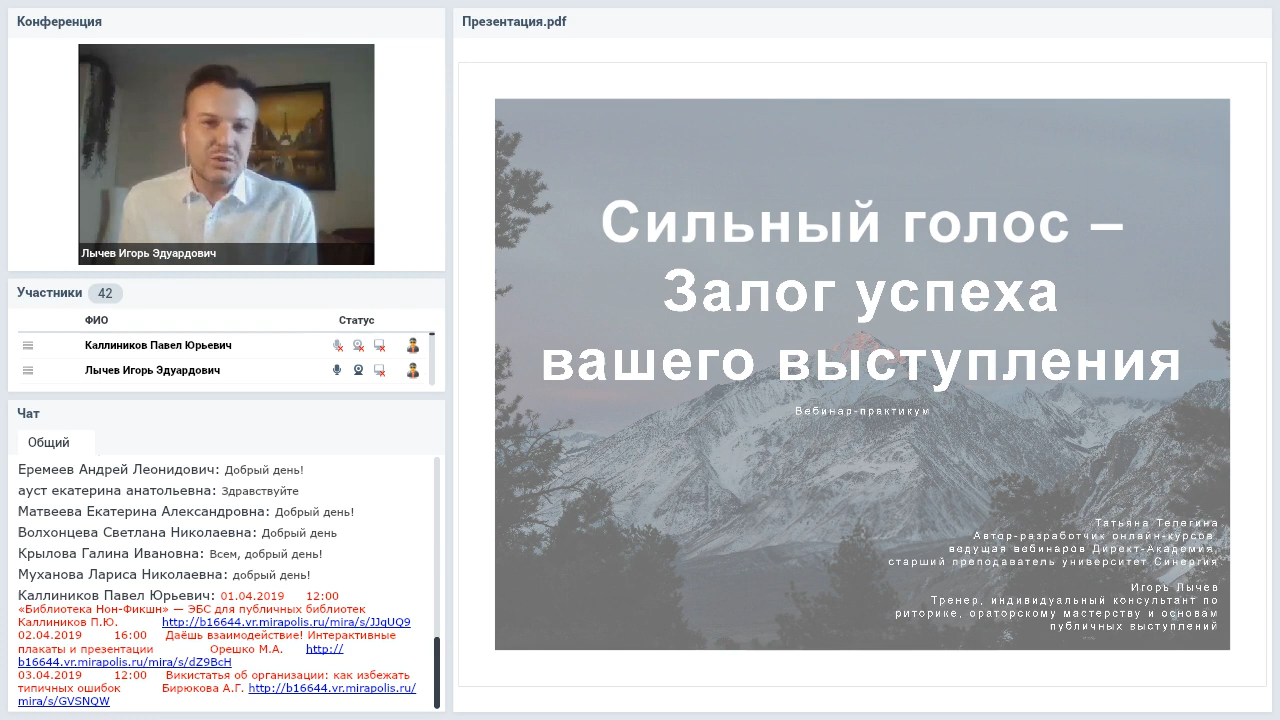 Конференция
Лычев Игорь Эдуардович
Участники 42
ФИО Статус
Каллиников Павел Юрьевич
Лычев Игорь Эдуардович
Чат
Общий
Еремеев Андрей Леонидович: Добрый день!
ауст екатерина анатольевна: Здравствуйте
Матвеева Екатерина Александровна: Добрый день!
Волхонцева Светлана Николаевна: Добрый день
Крылова Галина Ивановна: Всем, добрый день!
Муханова Лариса Николаевна: добрый день!
Каллиников Павел Юрьевич: 01.04.2019 12:00
«Библиотека Нон-Фикшн» — ЭБС для публичных библиотек
Каллиников П.Ю. http://b16644.vr.mirapolis.ru/mira/s/JJqUQ9
02.04.2019 16:00 Даёшь взаимодействие! Интерактивные
плакаты и презентации Орешко М.А. http://
b16644.vr.mirapolis.ru/mira/s/dZ9BcH
03.04.2019 12:00 Викистатья об организации: как избежать
типичных ошибок Бирюкова А.Г. http://b16644.vr.mirapolis.ru/
mira/s/GVSNQW
Презентация.pdf
Сильный голос –
Залог успеха
вашего выступления
Вебинар-практикум
Татьяна Телегина
Автор-разработчик онлайн-курсов,
ведущая вебинаров Директ-Академия,
старший преподаватель университет Синергия
Игорь Лычев
Тренер, индивидуальный консультант по
риторике, ораторскому мастерству и основам
публичных выступлений